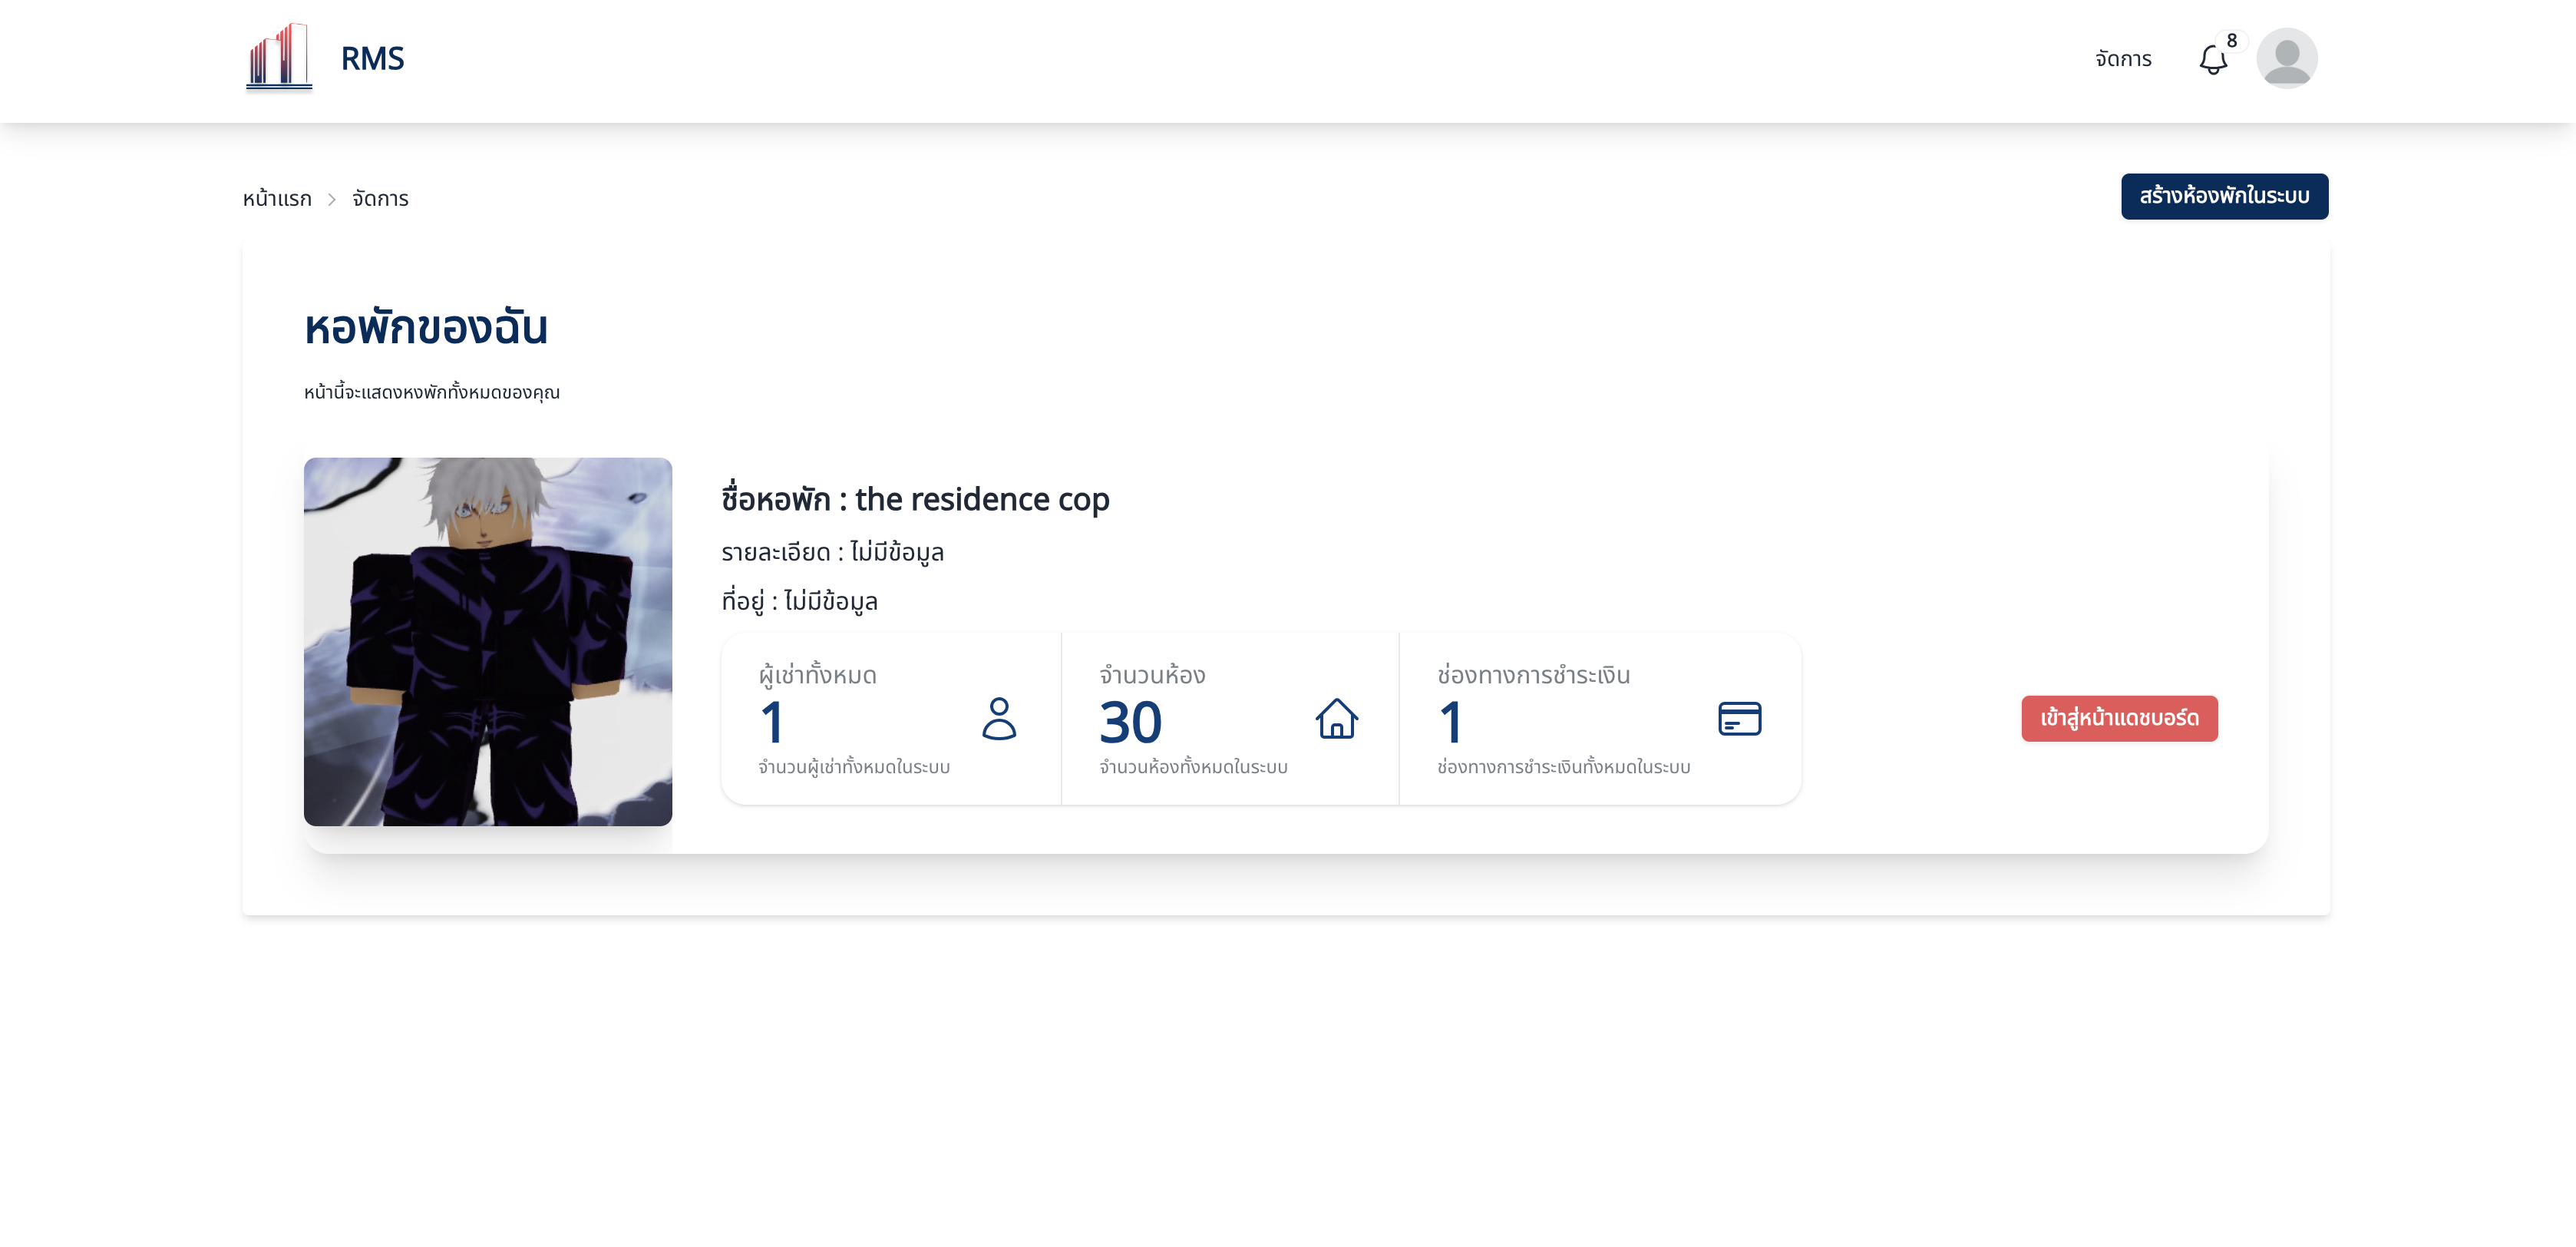 RMS
จัดการ
8
หน้าแรก > จัดการ
สร้างห้องพักในระบบ
หอพักของฉัน
หน้านี้จะแสดงหงพักทั้งหมดของคุณ
ชื่อหอพัก : the residence cop
รายละเอียด : ไม่มีข้อมูล
ที่อยู่ : ไม่มีข้อมูล
ผู้เช่าทั้งหมด
1
จำนวนผู้เช่าทั้งหมดในระบบ
จำนวนห้อง
30
จำนวนห้องทั้งหมดในระบบ
ช่องทางการชำระเงิน
1
ช่องทางการชำระเงินทั้งหมดในระบบ
เข้าสู่หน้าแดชบอร์ด